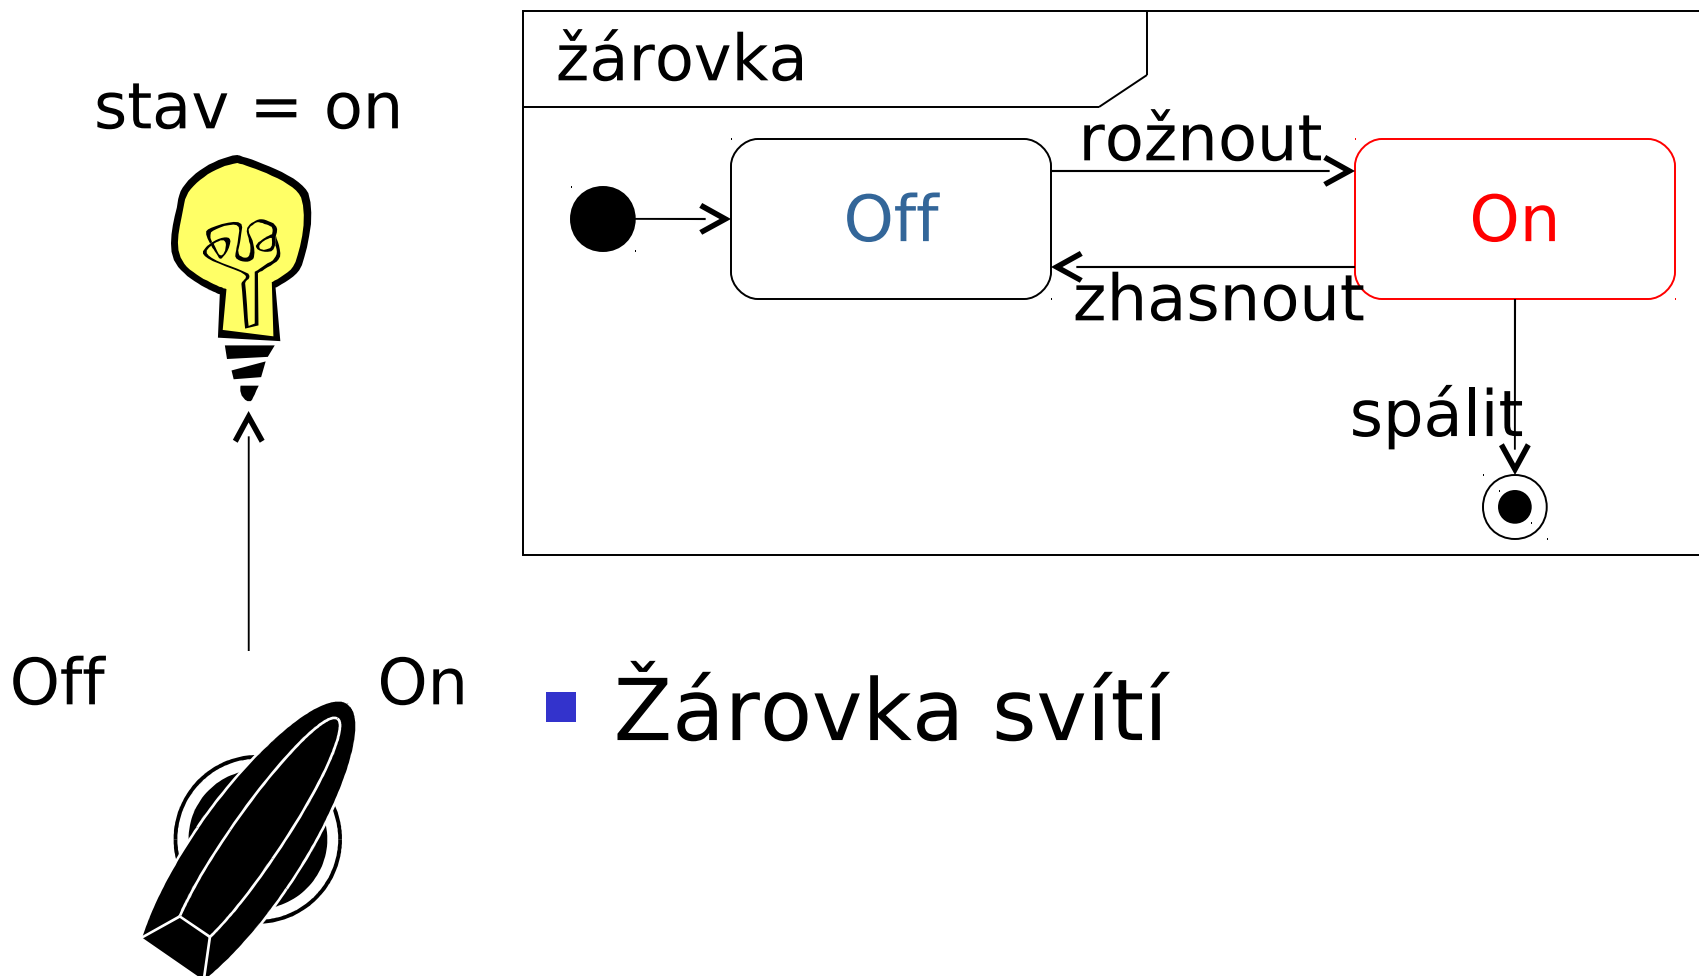 stav = on
Off
On
žárovka
Off
rožnout
On
zhasnout
spálit
Žárovka svítí